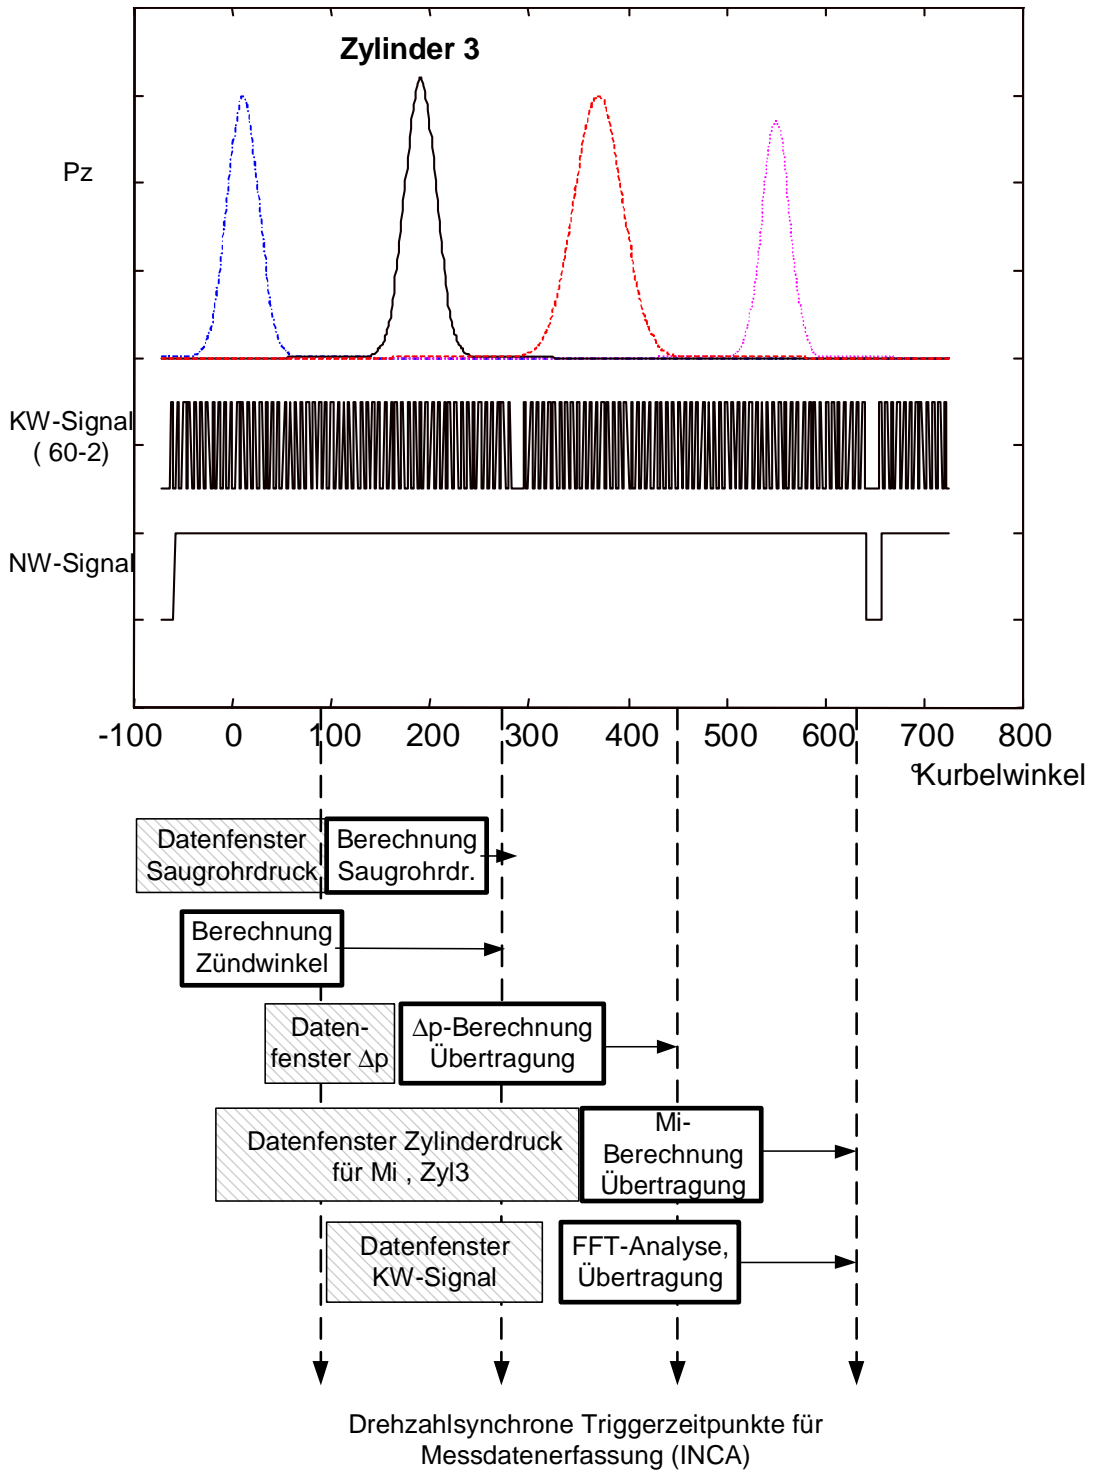 Zylinder 3
Pz
KW-Signal
( 60-2)
NW-Signal
-100 0 100 200 300 400 500 600 700 800
°Kurbelwinkel
Datenfenster
Saugrohrdruck
Berechnung
Saugrohrdr.
Berechnung
Zündwinkel
Daten-
fenster Δp
Δp-Berechnung
Übertragung
Datenfenster Zylinderdruck
für Mi , Zyl3
Mi-
Berechnung
Übertragung
Datenfenster
KW-Signal
FFT-Analyse,
Übertragung
Drehzahlsynchrone Triggerzeitpunkte für
Messdatenerfassung (INCA)